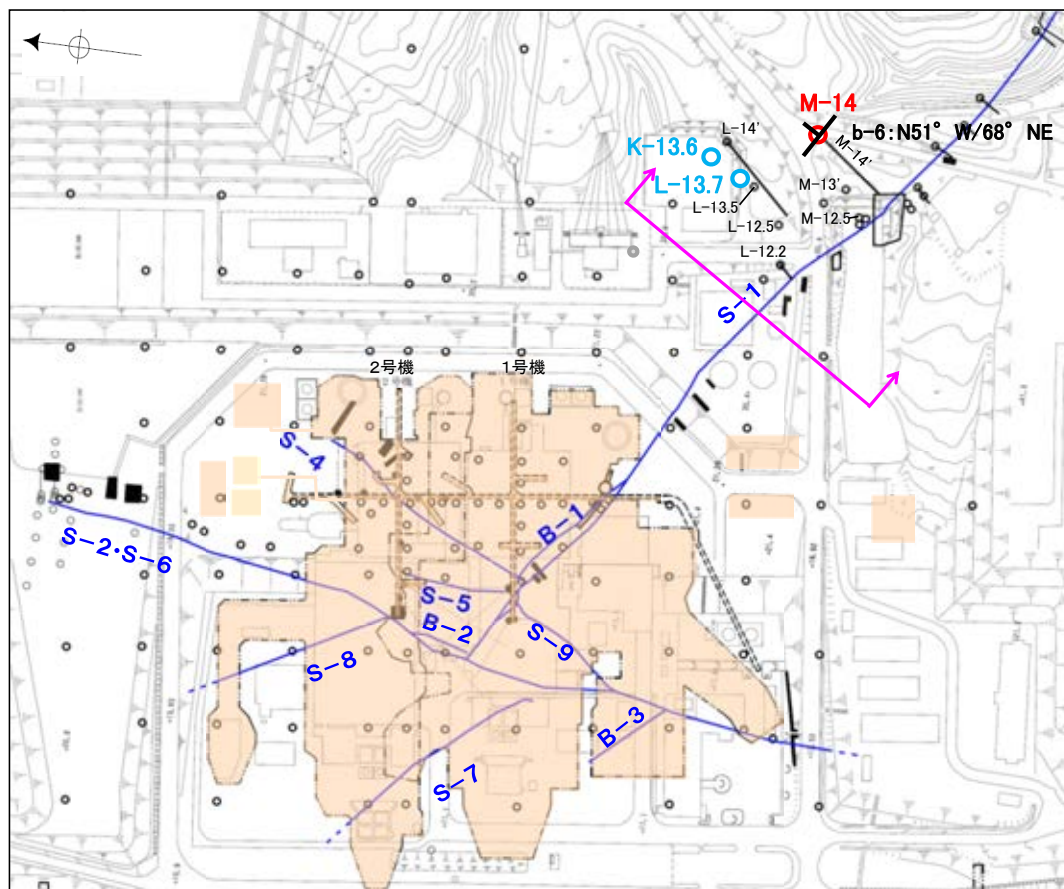 M-14
b-6:N51° W/68° NE
L-14'
K-13.6
M-14'
L-13.7
M-13'
L-13.5
M-12.5
L-12.5
L-12.2
S-1
2号機
1号機
S-4
B-1
S-2・S-6
S-5
B-2
S-9
S-8
B-3
S-7